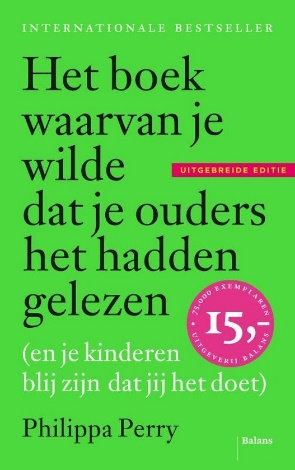 INTERNATIONALE BESTSELLER
Het boek
waarvan je
wilde
UITGEBREIDE EDITIE
dat je ouders
het hadden
gelezen
75.000 EXEMPLAREN
15,-
UITGEVERIJ BALANS
(en je kinderen
blij zijn dat jij het doet)
Philippa Perry
Balans